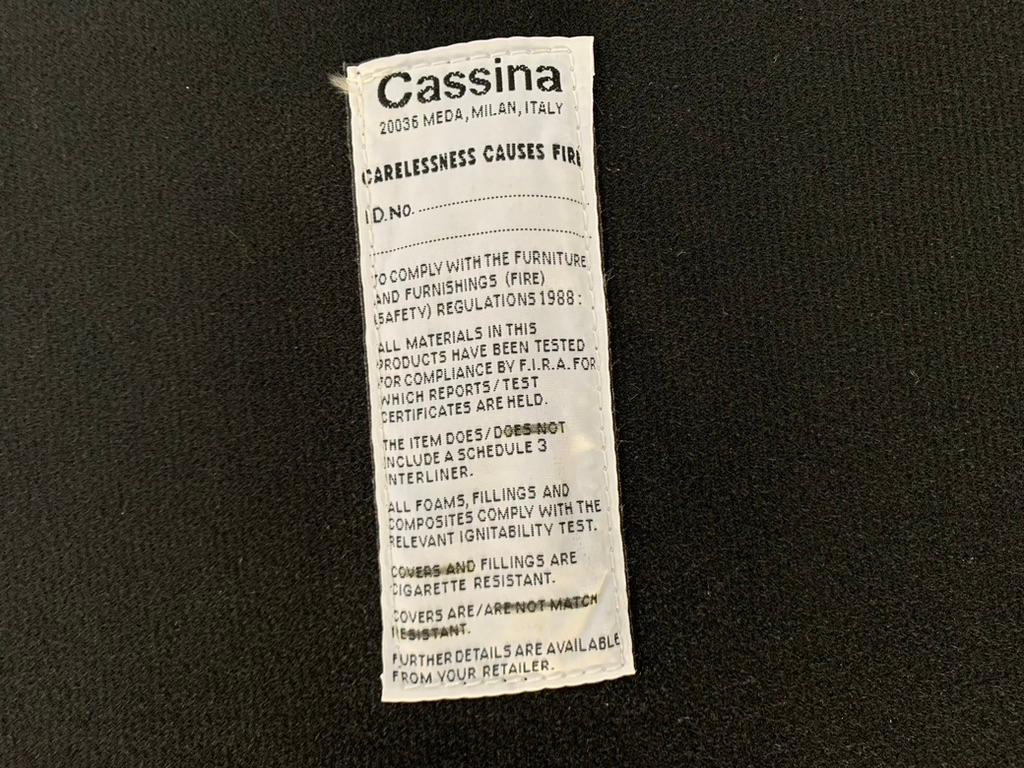 Cassina
20036 MEDA, MILAN, ITALY
CARELESSNESS CAUSES FIRE
I.D.No.
TO COMPLY WITH THE FURNITURE
AND FURNISHINGS (FIRE)
(SAFETY) REGULATIONS 1988:
ALL MATERIALS IN THIS
PRODUCTS HAVE BEEN TESTED
FOR COMPLIANCE BY F.I.R.A. FOR
WHICH REPORTS/TEST
CERTIFICATES ARE HELD.
THE ITEM DOES/DOES NOT
INCLUDE A SCHEDULE 3
INTERLINER.
ALL FOAMS, FILLINGS AND
COMPOSITES COMPLY WITH THE
RELEVANT IGNITABILITY TEST.
COVERS AND FILLINGS ARE
CIGARETTE RESISTANT.
COVERS ARE/ARE NOT MATCH
RESISTANT.
FURTHER DETAILS ARE AVAILABLE
FROM YOUR RETAILER.